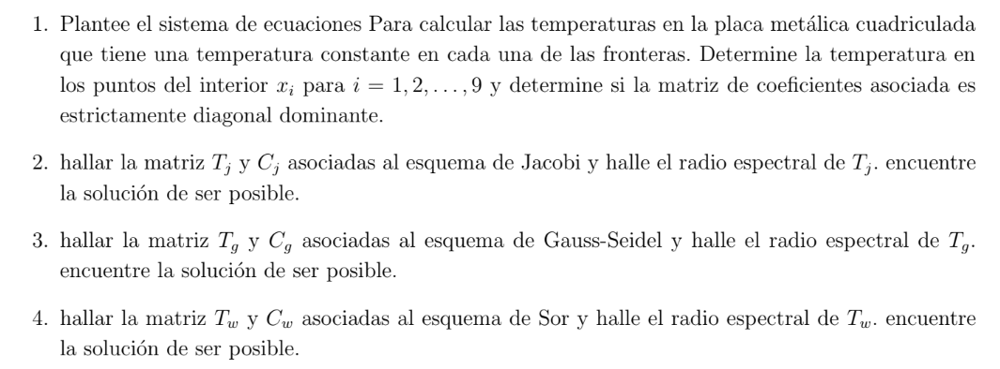 1. Plantee el sistema de ecuaciones Para calcular las temperaturas en la placa metálica cuadriculada
que tiene una temperatura constante en cada una de las fronteras. Determine la temperatura en
los puntos del interior $x_i$ para $i = 1, 2, \ldots, 9$ y determine si la matriz de coeficientes asociada es
estrictamente diagonal dominante.
2. hallar la matriz $T_j$ y $C_j$ asociadas al esquema de Jacobi y halle el radio espectral de $T_j$. encuentre
la solución de ser posible.
3. hallar la matriz $T_g$ y $C_g$ asociadas al esquema de Gauss-Seidel y halle el radio espectral de $T_g$.
encuentre la solución de ser posible.
4. hallar la matriz $T_w$ y $C_w$ asociadas al esquema de Sor y halle el radio espectral de $T_w$. encuentre
la solución de ser posible.